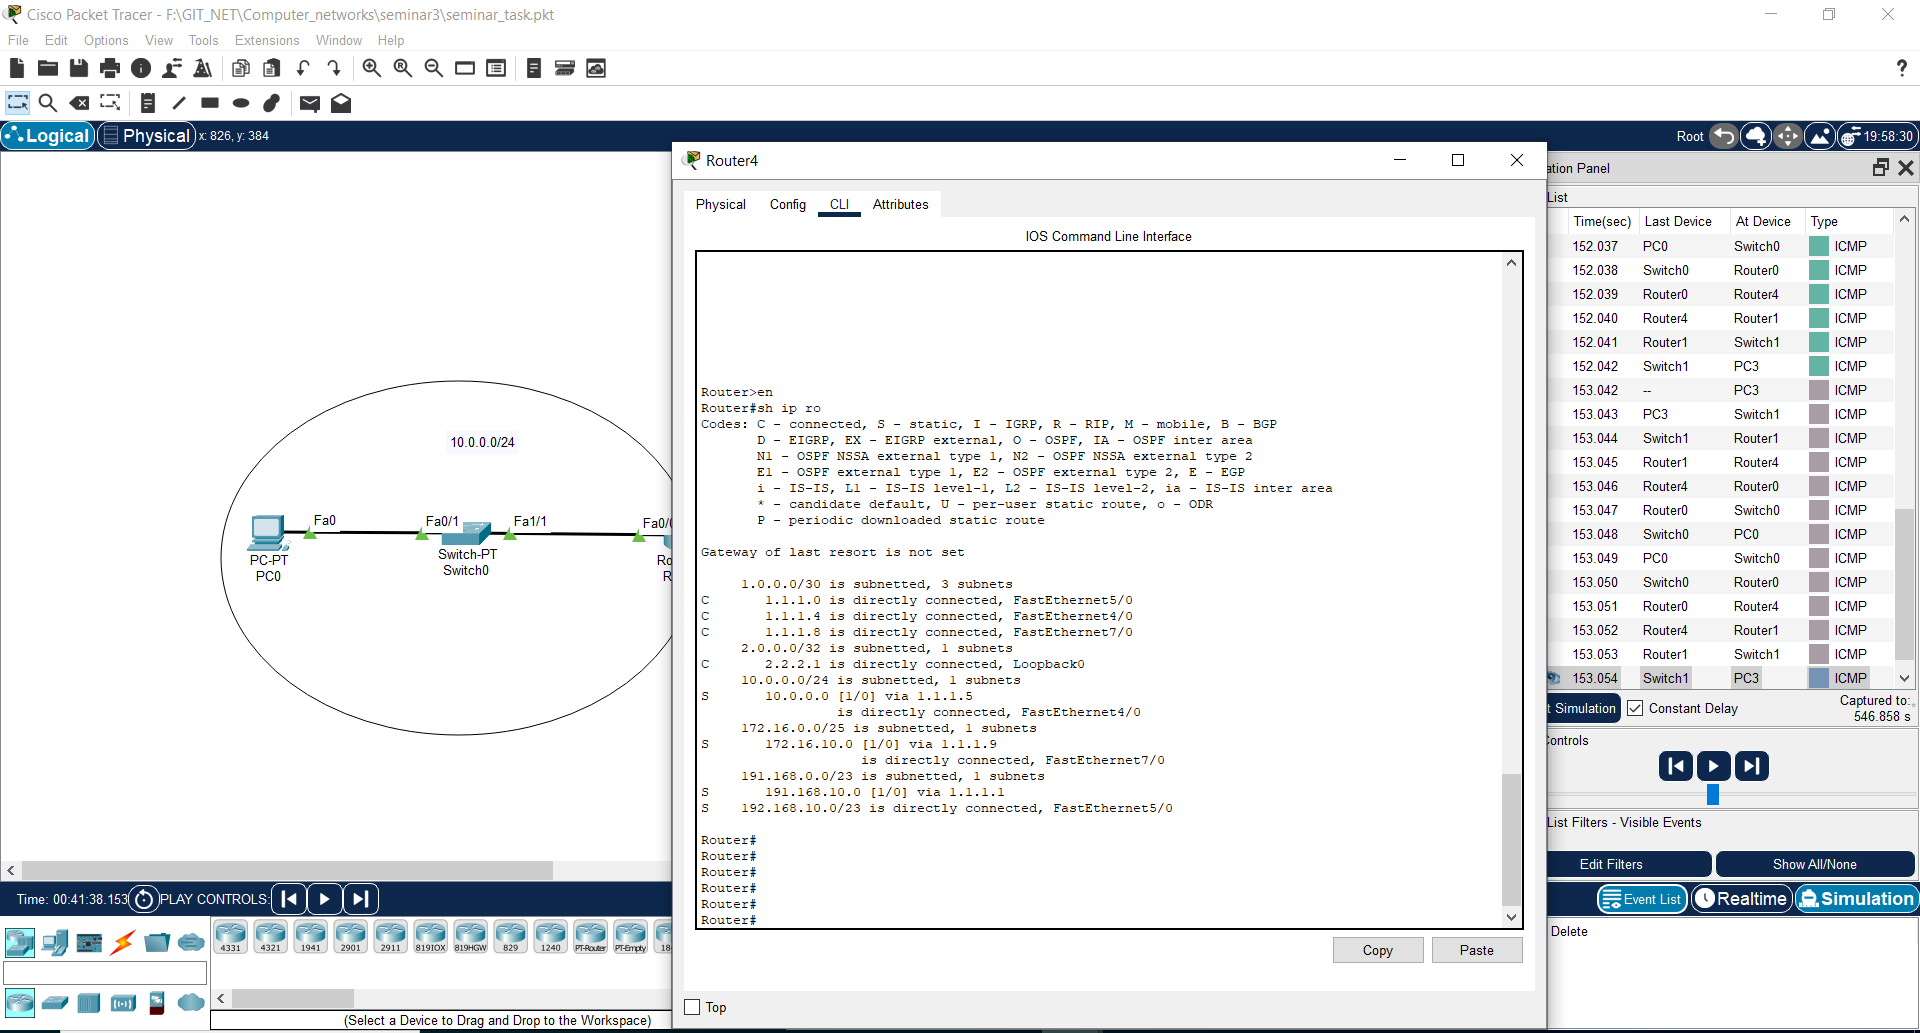 Cisco Packet Tracer - F:\GIT_NET\Computer_networks\seminar3\seminar_task.pkt
File Edit Options View Tools Extensions Window Help
?
Logical Physical x: 826, y: 384
Root 19:58:30
10.0.0.0/24
Fa0
Fa0/1
Fa1/1
Fa0/0
PC-PT
PC0
Switch-PT
Switch0
Ro
R
Router4
Physical Config CLI Attributes
IOS Command Line Interface
Router>en
Router#sh ip ro
Codes: C - connected, S - static, I - IGRP, R - RIP, M - mobile, B - BGP
D - EIGRP, EX - EIGRP external, O - OSPF, IA - OSPF inter area
N1 - OSPF NSSA external type 1, N2 - OSPF NSSA external type 2
E1 - OSPF external type 1, E2 - OSPF external type 2, E - EGP
i - IS-IS, L1 - IS-IS level-1, L2 - IS-IS level-2, ia - IS-IS inter area
* - candidate default, U - per-user static route, o - ODR
P - periodic downloaded static route
Gateway of last resort is not set
1.0.0.0/30 is subnetted, 3 subnets
C 1.1.1.0 is directly connected, FastEthernet5/0
C 1.1.1.4 is directly connected, FastEthernet4/0
C 1.1.1.8 is directly connected, FastEthernet7/0
2.0.0.0/32 is subnetted, 1 subnets
C 2.2.2.1 is directly connected, Loopback0
10.0.0.0/24 is subnetted, 1 subnets
S 10.0.0.0 [1/0] via 1.1.1.5
is directly connected, FastEthernet4/0
172.16.0.0/25 is subnetted, 1 subnets
S 172.16.10.0 [1/0] via 1.1.1.9
is directly connected, FastEthernet7/0
191.168.0.0/23 is subnetted, 1 subnets
S 191.168.10.0 [1/0] via 1.1.1.1
S 192.168.10.0/23 is directly connected, FastEthernet5/0
Router#
Router#
Router#
Router#
Router#
Router#
Copy Paste
Top
ation Panel
List
Time(sec) Last Device At Device Type
152.037 PC0 Switch0 ICMP
152.038 Switch0 Router0 ICMP
152.039 Router0 Router4 ICMP
152.040 Router4 Router1 ICMP
152.041 Router1 Switch1 ICMP
152.042 Switch1 PC3 ICMP
153.042 -- PC3 ICMP
153.043 PC3 Switch1 ICMP
153.044 Switch1 Router1 ICMP
153.045 Router1 Router4 ICMP
153.046 Router4 Router0 ICMP
153.047 Router0 Switch0 ICMP
153.048 Switch0 PC0 ICMP
153.049 PC0 Switch0 ICMP
153.050 Switch0 Router0 ICMP
153.051 Router0 Router4 ICMP
153.052 Router4 Router1 ICMP
153.053 Router1 Switch1 ICMP
153.054 Switch1 PC3 ICMP
t Simulation Constant Delay Captured to:
546.858 s
Controls
List Filters - Visible Events
Edit Filters Show All/None
Event List Realtime Simulation
Delete
Time: 00:41:38.153 PLAY CONTROLS:
4331 4321 1941 2901 2911 819IOX 819HGW 829 1240 PT-Router PT-Empty 18
(Select a Device to Drag and Drop to the Workspace)